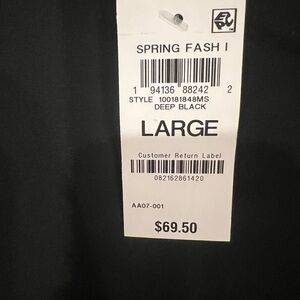 SPRING FASH I
1 94136 88242 2
STYLE 100181848MS
DEEP BLACK
LARGE
Customer Return Label
082162861420
AA07-001
$69.50